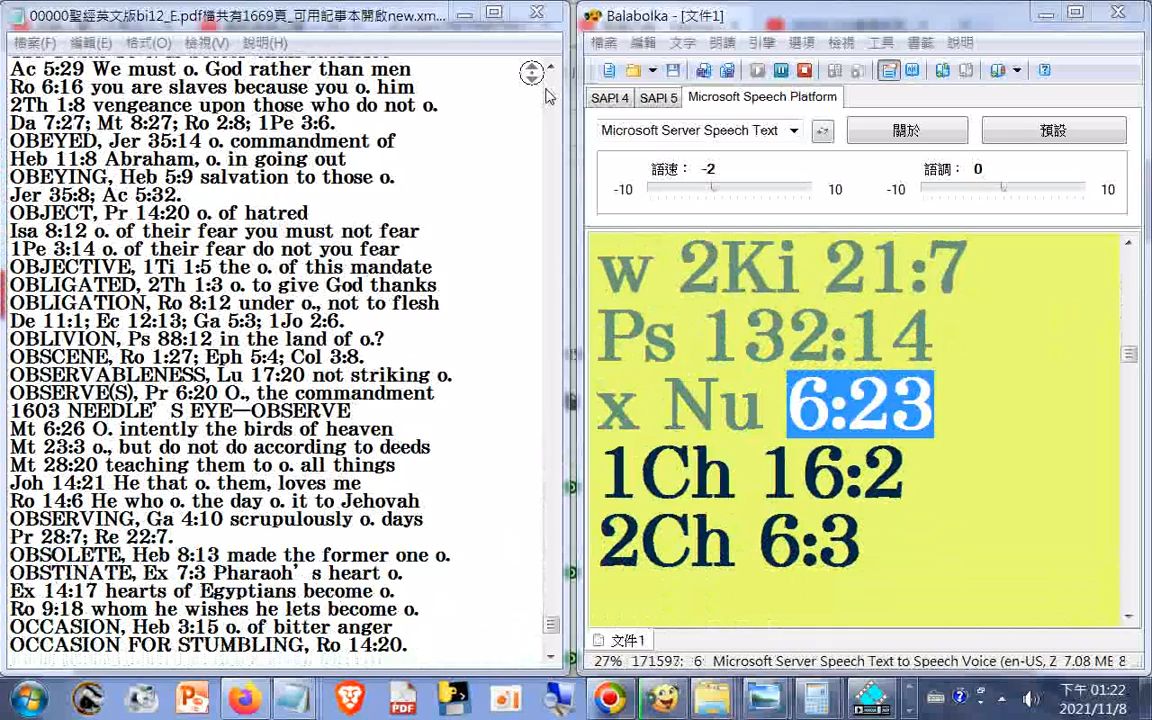 00000聖經英文版bi12_E.pdf檔共有1669頁_可用記事本開啟new.xm...
檔案(F) 編輯(E) 格式(O) 檢視(V) 說明(H)
Ac 5:29 We must o. God rather than men
Ro 6:16 you are slaves because you o. him
2Th 1:8 vengeance upon those who do not o.
Da 7:27; Mt 8:27; Ro 2:8; 1Pe 3:6.
OBEYED, Jer 35:14 o. commandment of
Heb 11:8 Abraham, o. in going out
OBEYING, Heb 5:9 salvation to those o.
Jer 35:8; Ac 5:32.
OBJECT, Pr 14:20 o. of hatred
Isa 8:12 o. of their fear you must not fear
1Pe 3:14 o. of their fear do not you fear
OBJECTIVE, 1Ti 1:5 the o. of this mandate
OBLIGATED, 2Th 1:3 o. to give God thanks
OBLIGATION, Ro 8:12 under o., not to flesh
De 11:1; Ec 12:13; Ga 5:3; 1Jo 2:6.
OBLIVION, Ps 88:12 in the land of o.?
OBSCENE, Ro 1:27; Eph 5:4; Col 3:8.
OBSERVABLENESS, Lu 17:20 not striking o.
OBSERVE(S), Pr 6:20 O., the commandment
1603 NEEDLE’S EYE—OBSERVE
Mt 6:26 O. intently the birds of heaven
Mt 23:3 o., but do not do according to deeds
Mt 28:20 teaching them to o. all things
Joh 14:21 He that o. them, loves me
Ro 14:6 He who o. the day o. it to Jehovah
OBSERVING, Ga 4:10 scrupulously o. days
Pr 28:7; Re 22:7.
OBSOLETE, Heb 8:13 made the former one o.
OBSTINATE, Ex 7:3 Pharaoh’s heart o.
Ex 14:17 hearts of Egyptians become o.
Ro 9:18 whom he wishes he lets become o.
OCCASION, Heb 3:15 o. of bitter anger
OCCASION FOR STUMBLING, Ro 14:20.
Balabolka - [文件1]
檔案 編輯 文字 朗讀 引擎 選項 檢視 工具 書籤 說明
SAPI 4 SAPI 5 Microsoft Speech Platform
Microsoft Server Speech Text 關於 預設
語速: -2 語調: 0
-10 10 -10 10
w 2Ki 21:7
Ps 132:14
x Nu 6:23
1Ch 16:2
2Ch 6:3
文件1
27% 171597: 6 Microsoft Server Speech Text to Speech Voice (en-US, Z 7.08 MB 8
PDF
下午 01:22
2021/11/8